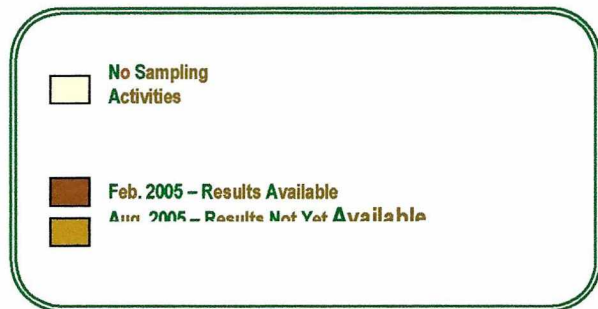 No Sampling
Activities
Feb. 2005 – Results Available
Aug. 2005 – Results Not Yet Available